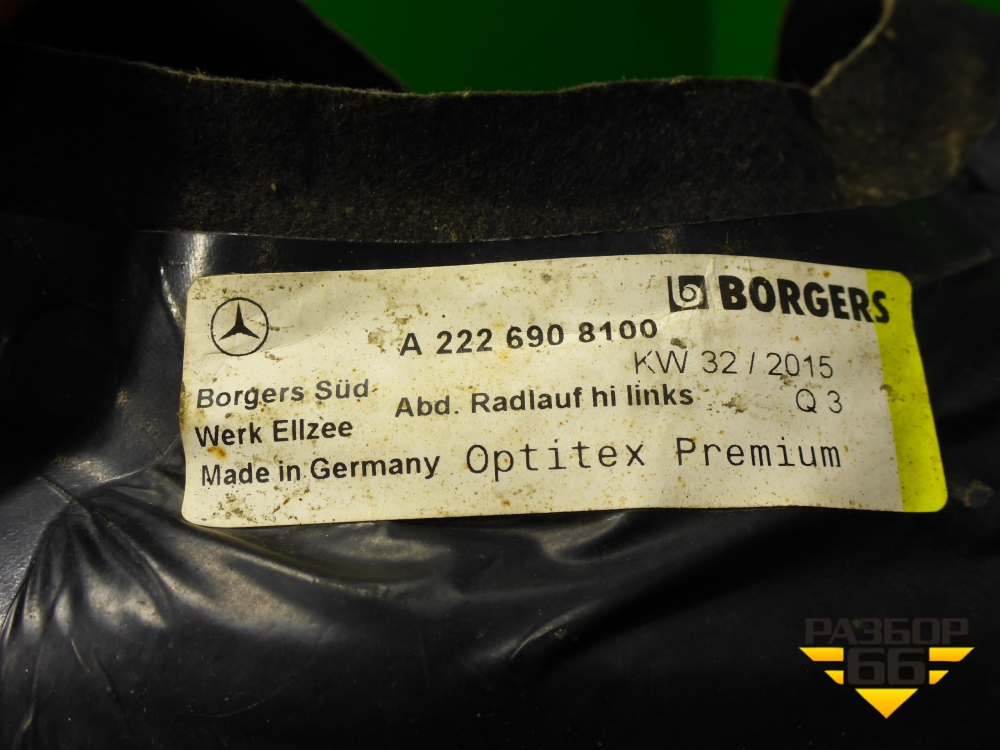 BORGERS
A 222 690 8100
KW 32 / 2015
Borgers Süd
Abd. Radlauf hi links
Q 3
Werk Ellzee
Made in Germany
Optitex Premium
РАЗБОР
66